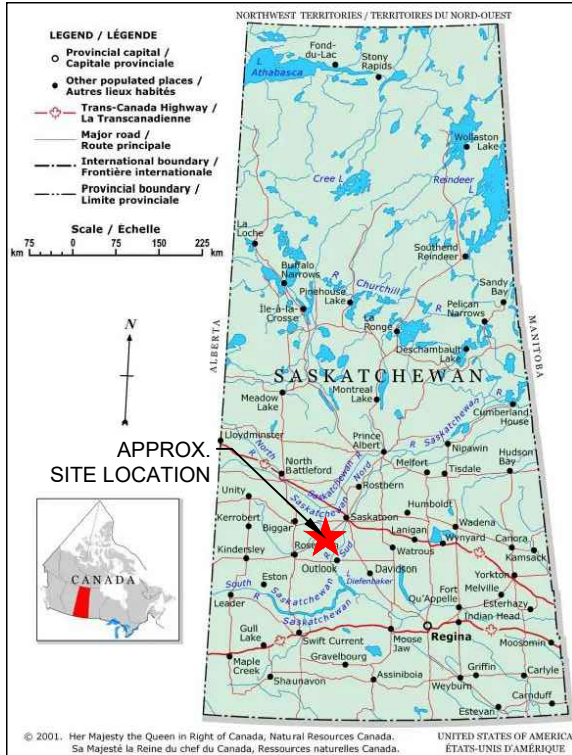 NORTHWEST TERRITORIES / TERRITOIRES DU NORD-OUEST
LEGEND / LÉGENDE
Provincial capital /
Capitale provinciale
Other populated places /
Autres lieux habités
Trans-Canada Highway /
La Transcanadienne
Major road /
Route principale
International boundary /
Frontière internationale
Provincial boundary /
Limite provinciale
Scale / Échelle
75 0 75 150 225
km km
N
APPROX.
SITE LOCATION
CANADA
Fond-
du-Lac
Stony
Rapids
L
Athabasca
Wollaston
Lake
Cree L
Reindeer
L
La
Loche
Southend
Reindeer
Buffalo
Narrows
R
Churchill
Pinehouse
Lake
Sandy
Bay
Île-à-la-
Crosse
La
Ronge
R
Pelican
Narrows
Deschambault
Lake
ALBERTA
MANITOBA
SASKATCHEWAN
Meadow
Lake
Montreal
Lake
Cumberland
House
Lloydminster
North
R
Prince
Albert
R
Saskatchewan
Nipawin
Hudson
Bay
North
Battleford
Saskatchewan R
Nord
Melfort
Tisdale
Rosthern
Unity
Saskatchewan
Humboldt
Kerrobert
Biggar
Saskatoon
Lanigan
Wadena
Wynyard
Canora
Kamsack
Kindersley
Rose
R
Sud
Watrous
Outlook
Davidson
Yorkton
Eston
L
Diefenbaker
Melville
South
R
Saskatchewan
Leader
Saskatchewan
Fort
Qu'Appelle
Esterhazy
Indian Head
Gull
Lake
Swift Current
Moose
Jaw
Regina
Moosomin
Maple
Creek
Gravelbourg
Shaunavon
Assiniboia
Griffin
Carlyle
Weyburn
Carnduff
Estevan
© 2001. Her Majesty the Queen in Right of Canada, Natural Resources Canada.
Sa Majesté la Reine du chef du Canada, Ressources naturelles Canada.
UNITED STATES OF AMERICA
ÉTATS-UNIS D'AMÉRIQUE